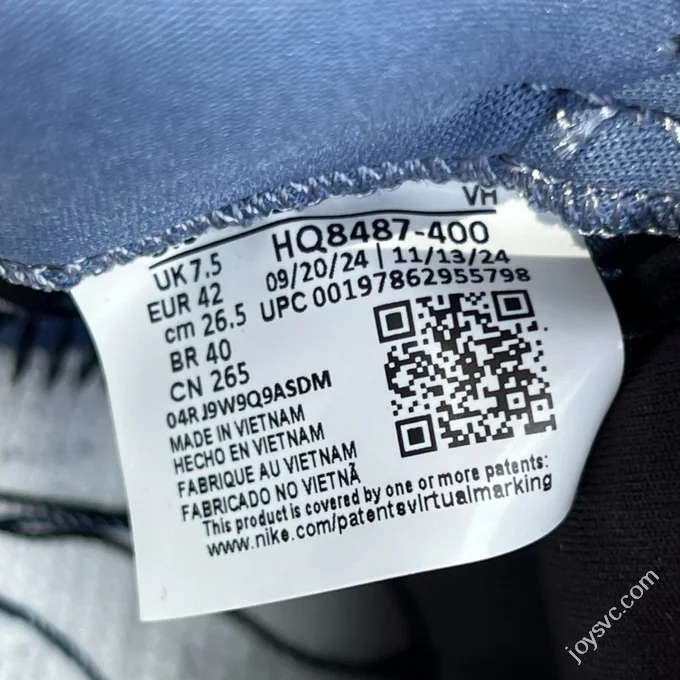 VH
UK 7.5
EUR 42
cm 26.5
BR 40
CN 265
HQ8487-400
09/20/24 | 11/13/24
UPC 00197862955798
04RJ9W9Q9ASDM
MADE IN VIETNAM
HECHO EN VIETNAM
FABRIQUE AU VIETNAM
FABRICADO NO VIETNÃ
This product is covered by one or more patents:
www.nike.com/patentsvirtualmarking
joysvc.com